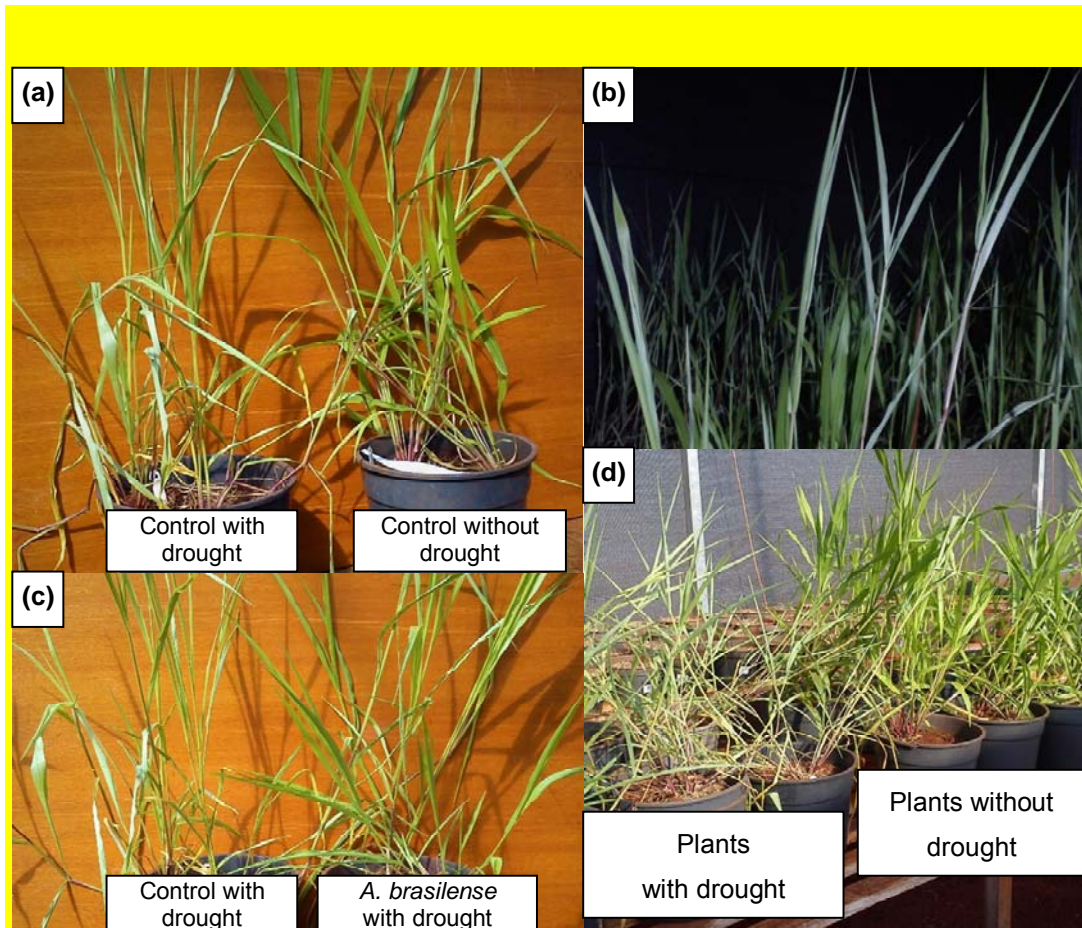 (a)
(b)
Control with
drought
Control without
drought
(c)
(d)
Control with
drought
A. brasilense
with drought
Plants
with drought
Plants without
drought